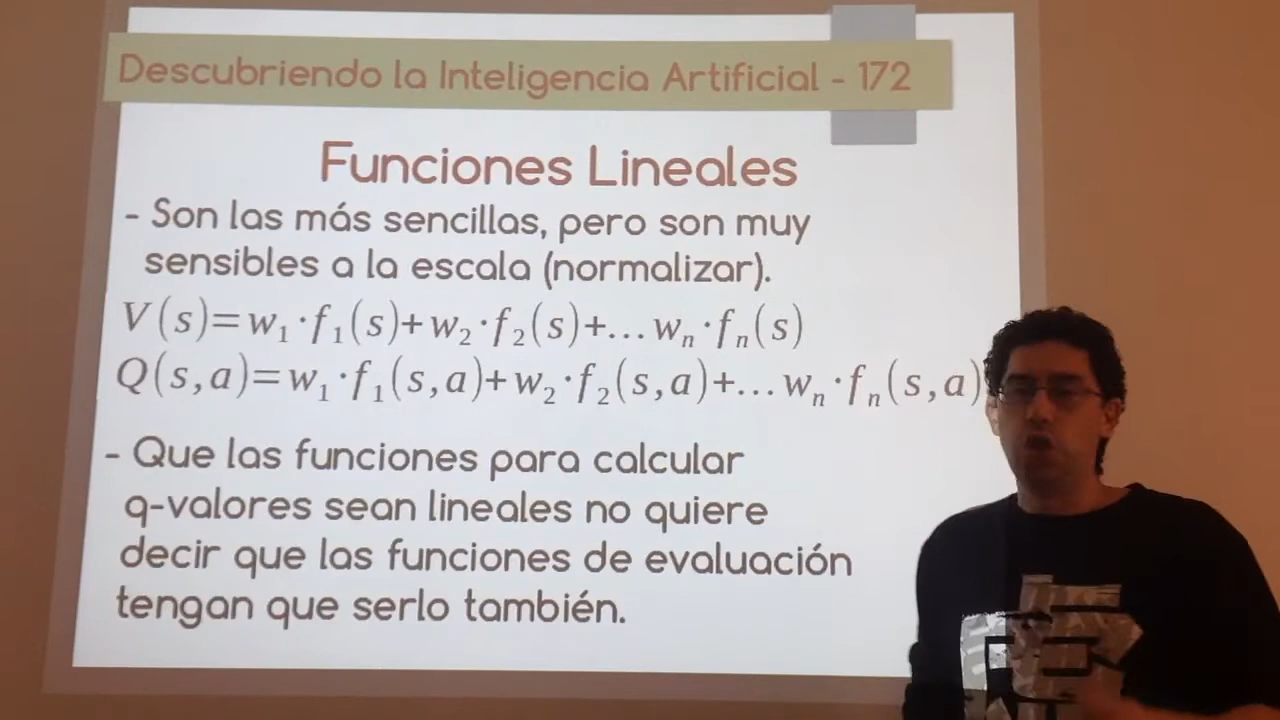 Descubriendo la Inteligencia Artificial - 172
Funciones Lineales
- Son las más sencillas, pero son muy
sensibles a la escala (normalizar).
V(s)=w₁·f₁(s)+w₂·f₂(s)+...wₙ·fₙ(s)
Q(s,a)=w₁·f₁(s,a)+w₂·f₂(s,a)+...wₙ·fₙ(s,a)
- Que las funciones para calcular
q-valores sean lineales no quiere
decir que las funciones de evaluación
tengan que serlo también.